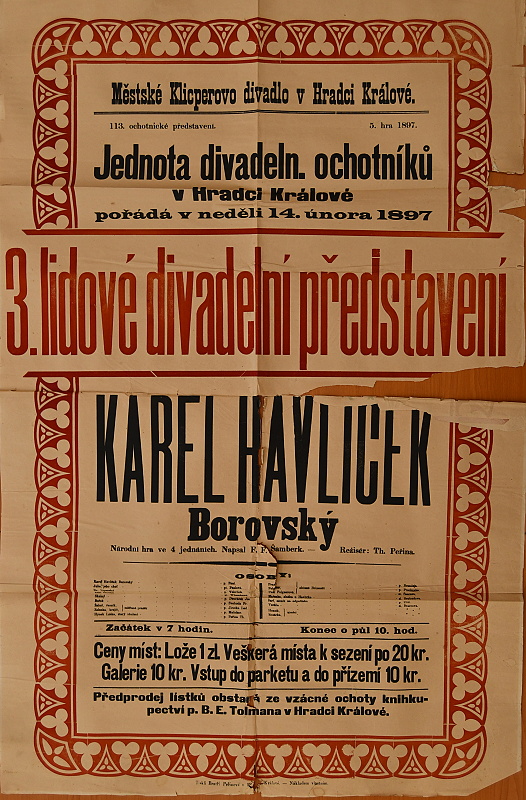 Městské Klicperovo divadlo v Hradci Králové.
113. ochotnické představení. 5. hra 1897.
Jednota divadeln. ochotníků
v Hradci Králové
pořádá v neděli 14. února 1897
3. lidové divadelní představení
KAREL HAVLÍČEK
Borovský
Národní hra ve 4 jednáních. Napsal F. F. Šamberk. — Režisér: Th. Peřina.
OSOBY:
Karel Havlíček Borovský
Začátek v 7 hodin. Konec o půl 10. hod.
Ceny míst: Lože 1 zl. Veškerá místa k sezení po 20 kr.
Galerie 10 kr. Vstup do parketu a do přízemí 10 kr.
Předprodej lístků obstará ze vzácné ochoty knihku-
pectví p. B. E. Tolmana v Hradci Králové.